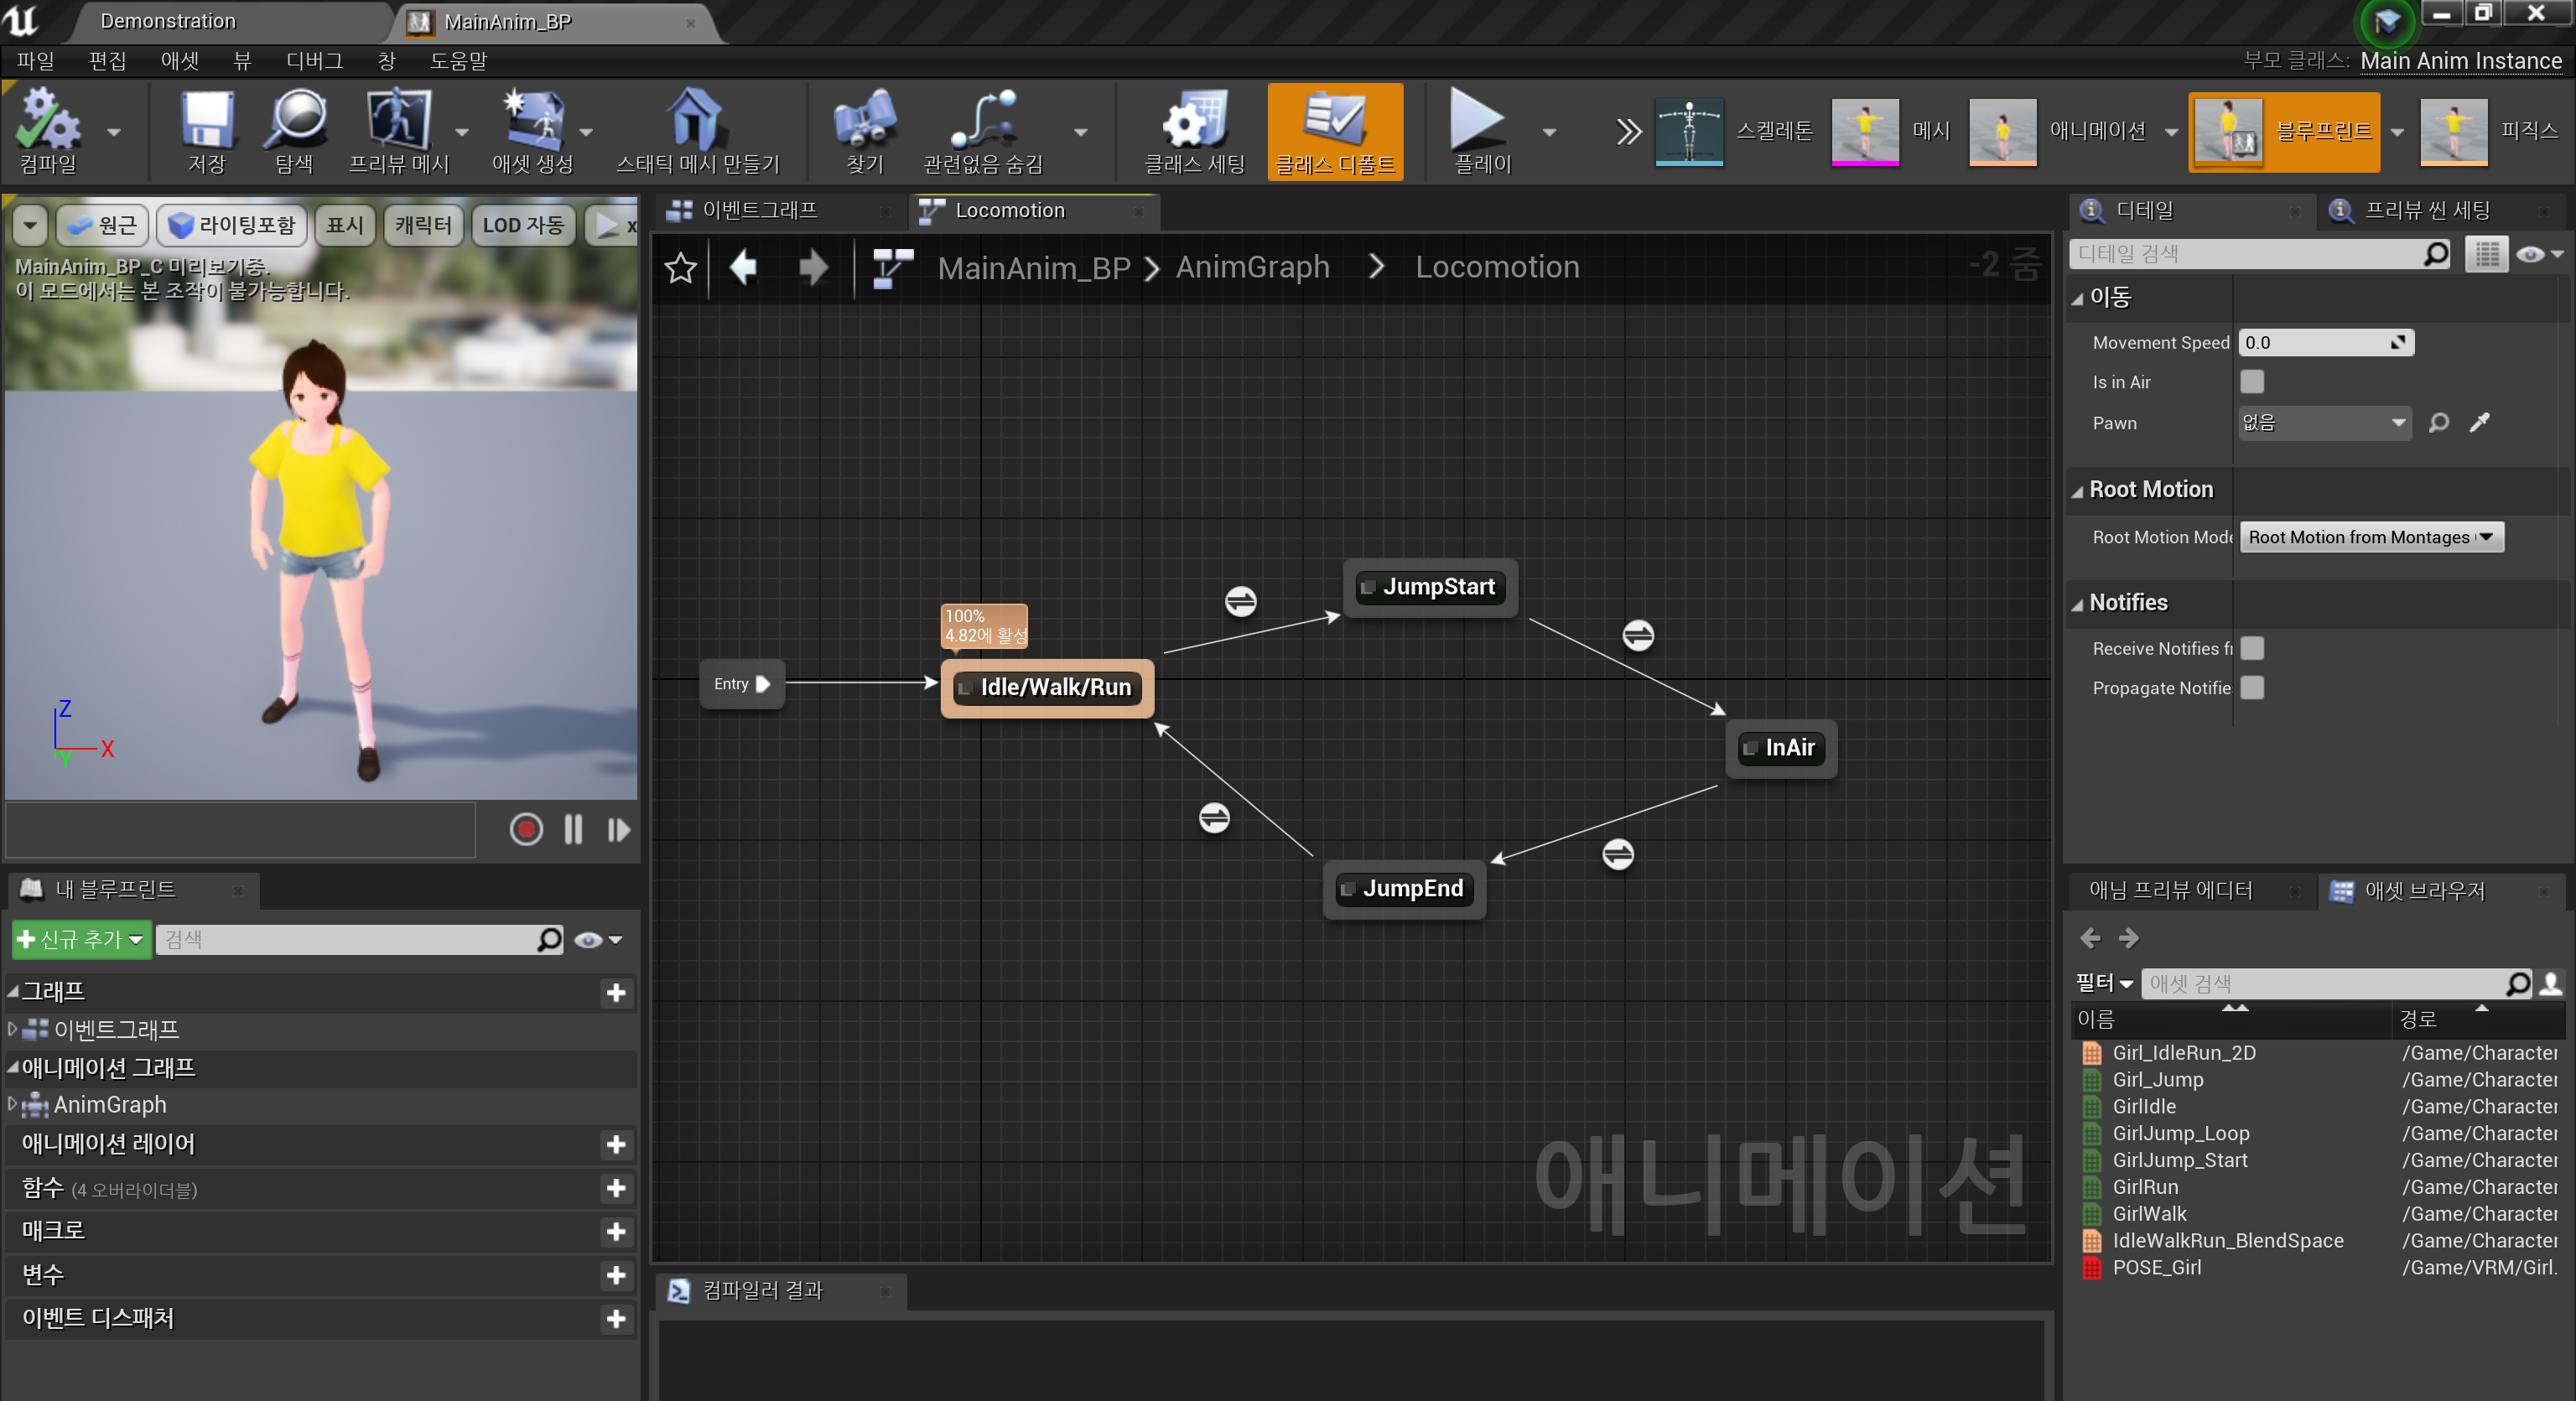 Demonstration
MainAnim_BP
파일 편집 애셋 뷰 디버그 창 도움말
부모 클래스: Main Anim Instance
컴파일
저장
탐색
프리뷰 메시
애셋 생성
스태틱 메시 만들기
찾기
관련없음 숨김
클래스 세팅
클래스 디폴트
플레이
스켈레톤
메시
애니메이션
블루프린트
피직스
원근
라이팅포함
표시
캐릭터
LOD 자동
x
MainAnim_BP_C 미리보기중.
이 모드에서는 본 조작이 불가능합니다.
Z
X
Y
이벤트그래프
Locomotion
MainAnim_BP > AnimGraph > Locomotion
-2 줌
Entry
100%
4.82에 활성
Idle/Walk/Run
JumpStart
InAir
JumpEnd
애니메이션
컴파일러 결과
내 블루프린트
신규 추가
검색
그래프
이벤트그래프
애니메이션 그래프
AnimGraph
애니메이션 레이어
함수 (4 오버라이더블)
매크로
변수
이벤트 디스패처
디테일
프리뷰 씬 세팅
디테일 검색
이동
Movement Speed 0.0
Is in Air
Pawn 없음
Root Motion
Root Motion Mode Root Motion from Montages
Notifies
Receive Notifies fr
Propagate Notifie
애님 프리뷰 에디터
애셋 브라우저
필터
애셋 검색
이름 경로
Girl_IdleRun_2D /Game/Character
Girl_Jump /Game/Character
GirlIdle /Game/Character
GirlJump_Loop /Game/Character
GirlJump_Start /Game/Character
GirlRun /Game/Character
GirlWalk /Game/Character
IdleWalkRun_BlendSpace /Game/Character
POSE_Girl /Game/VRM/Girl.